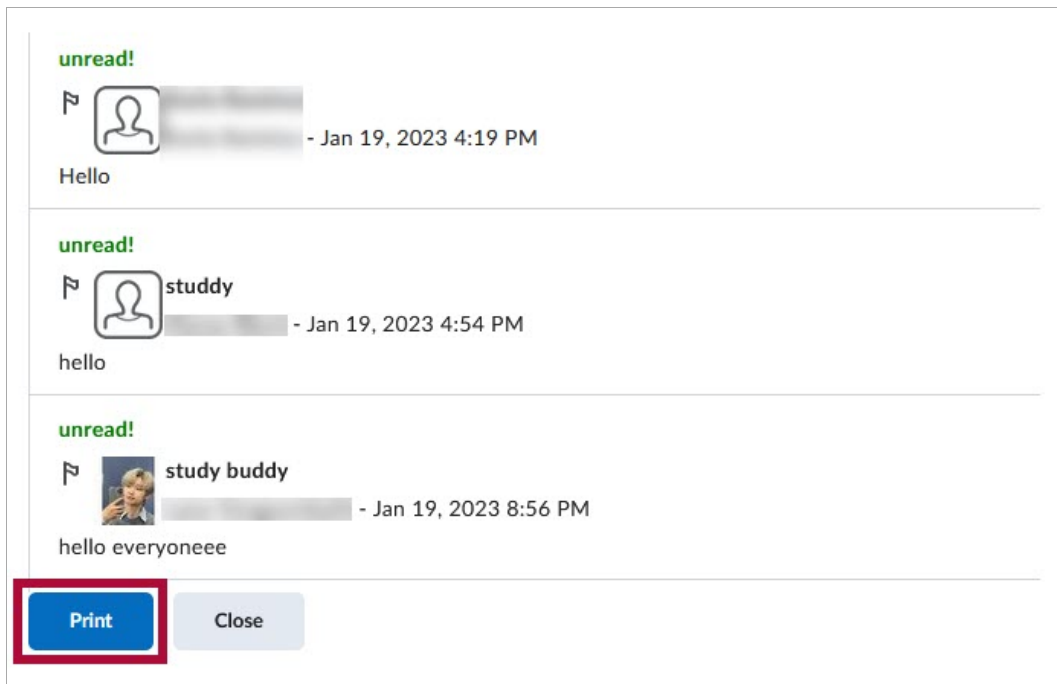 unread!
- Jan 19, 2023 4:19 PM
Hello
unread!
studdy
- Jan 19, 2023 4:54 PM
hello
unread!
study buddy
- Jan 19, 2023 8:56 PM
hello everyoneee
Print Close